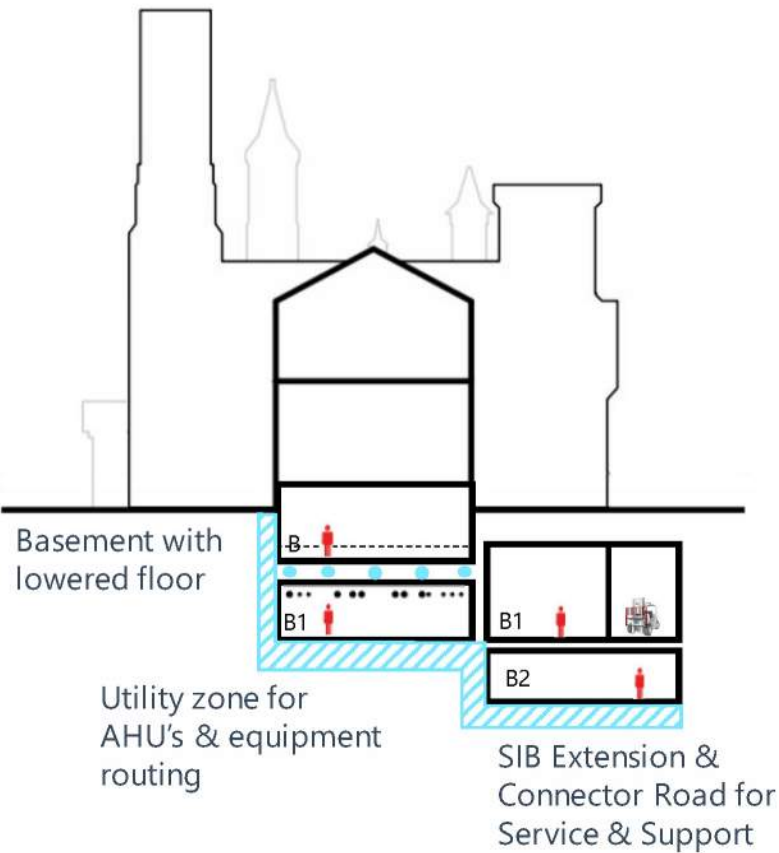 B
Basement with
lowered floor
B1
B1
B2
Utility zone for
AHU's & equipment
routing
SIB Extension &
Connector Road for
Service & Support